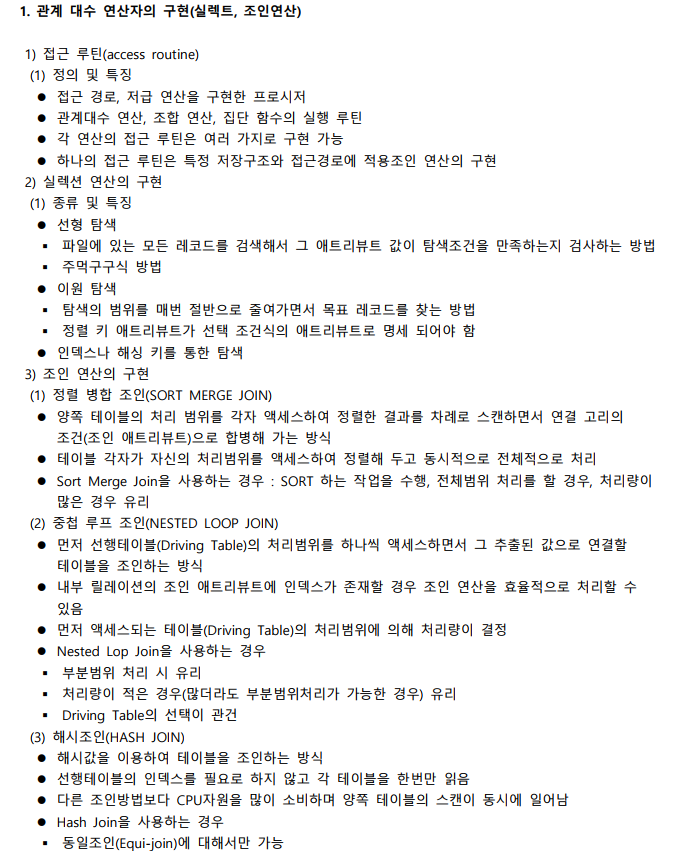 1. 관계 대수 연산자의 구현(실렉트, 조인연산)
1) 접근 루틴(access routine)
(1) 정의 및 특징
● 접근 경로, 저급 연산을 구현한 프로시저
● 관계대수 연산, 조합 연산, 집단 함수의 실행 루틴
● 각 연산의 접근 루틴은 여러 가지로 구현 가능
● 하나의 접근 루틴은 특정 저장구조와 접근경로에 적용조인 연산의 구현
2) 실렉션 연산의 구현
(1) 종류 및 특징
● 선형 탐색
▪ 파일에 있는 모든 레코드를 검색해서 그 애트리뷰트 값이 탐색조건을 만족하는지 검사하는 방법
▪ 주먹구구식 방법
● 이원 탐색
▪ 탐색의 범위를 매번 절반으로 줄여가면서 목표 레코드를 찾는 방법
▪ 정렬 키 애트리뷰트가 선택 조건식의 애트리뷰트로 명세 되어야 함
● 인덱스나 해싱 키를 통한 탐색
3) 조인 연산의 구현
(1) 정렬 병합 조인(SORT MERGE JOIN)
● 양쪽 테이블의 처리 범위를 각자 액세스하여 정렬한 결과를 차례로 스캔하면서 연결 고리의
조건(조인 애트리뷰트)으로 합병해 가는 방식
● 테이블 각자가 자신의 처리범위를 액세스하여 정렬해 두고 동시적으로 전체적으로 처리
● Sort Merge Join을 사용하는 경우 : SORT 하는 작업을 수행, 전체범위 처리를 할 경우, 처리량이
많은 경우 유리
(2) 중첩 루프 조인(NESTED LOOP JOIN)
● 먼저 선행테이블(Driving Table)의 처리범위를 하나씩 액세스하면서 그 추출된 값으로 연결할
테이블을 조인하는 방식
● 내부 릴레이션의 조인 애트리뷰트에 인덱스가 존재할 경우 조인 연산을 효율적으로 처리할 수
있음
● 먼저 액세스되는 테이블(Driving Table)의 처리범위에 의해 처리량이 결정
● Nested Lop Join을 사용하는 경우
▪ 부분범위 처리 시 유리
▪ 처리량이 적은 경우(많더라도 부분범위처리가 가능한 경우) 유리
▪ Driving Table의 선택이 관건
(3) 해시조인(HASH JOIN)
● 해시값을 이용하여 테이블을 조인하는 방식
● 선행테이블의 인덱스를 필요로 하지 않고 각 테이블을 한번만 읽음
● 다른 조인방법보다 CPU자원을 많이 소비하며 양쪽 테이블의 스캔이 동시에 일어남
● Hash Join을 사용하는 경우
▪ 동일조인(Equi-join)에 대해서만 가능